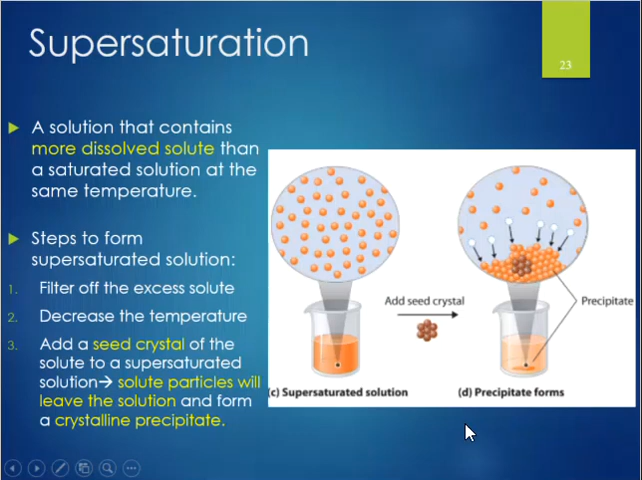 Supersaturation
23
A solution that contains
more dissolved solute than
a saturated solution at the
same temperature.
Steps to form
supersaturated solution:
1. Filter off the excess solute
2. Decrease the temperature
3. Add a seed crystal of the
solute to a supersaturated
solution→ solute particles will
leave the solution and form
a crystalline precipitate.
Add seed crystal
Precipitate
(c) Supersaturated solution
(d) Precipitate forms